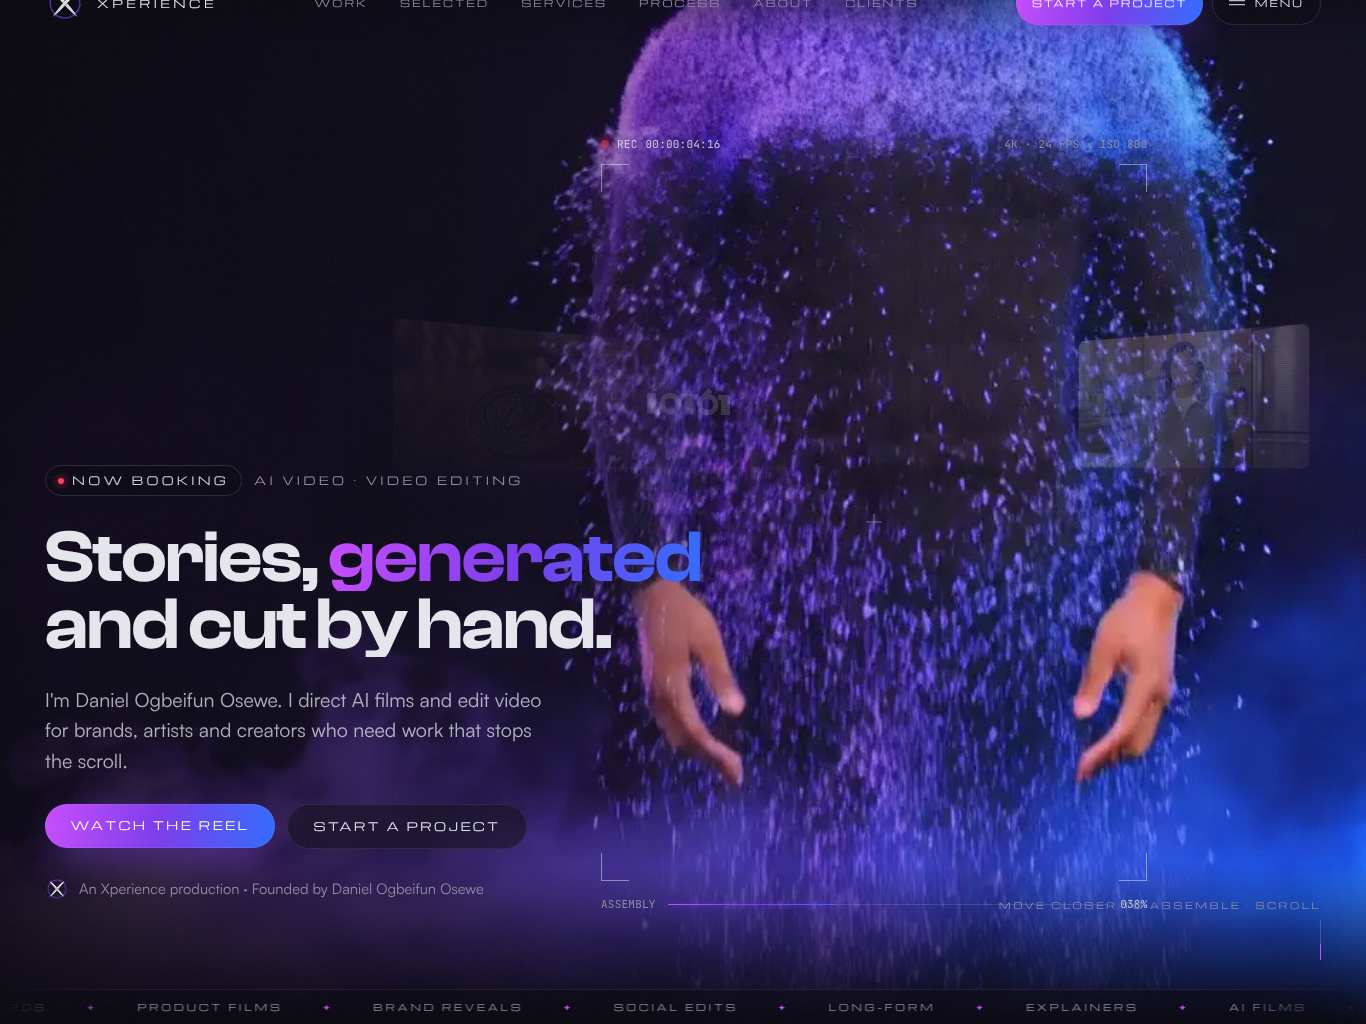 XPERIENCE
WORK SELECTED SERVICES PROCESS ABOUT CLIENTS
START A PROJECT
MENU
REC 00:00:04:16
4K · 24 FPS · ISO 800
NOW BOOKING
AI VIDEO · VIDEO EDITING
Stories, generated
and cut by hand.
I'm Daniel Ogbeifun Osewe. I direct AI films and edit video
for brands, artists and creators who need work that stops
the scroll.
WATCH THE REEL
START A PROJECT
An Xperience production · Founded by Daniel Ogbeifun Osewe
ASSEMBLY
038%
MOVE CLOSER ASSEMBLE · SCROLL
PRODUCT FILMS ✦ BRAND REVEALS ✦ SOCIAL EDITS ✦ LONG-FORM ✦ EXPLAINERS ✦ AI FILMS